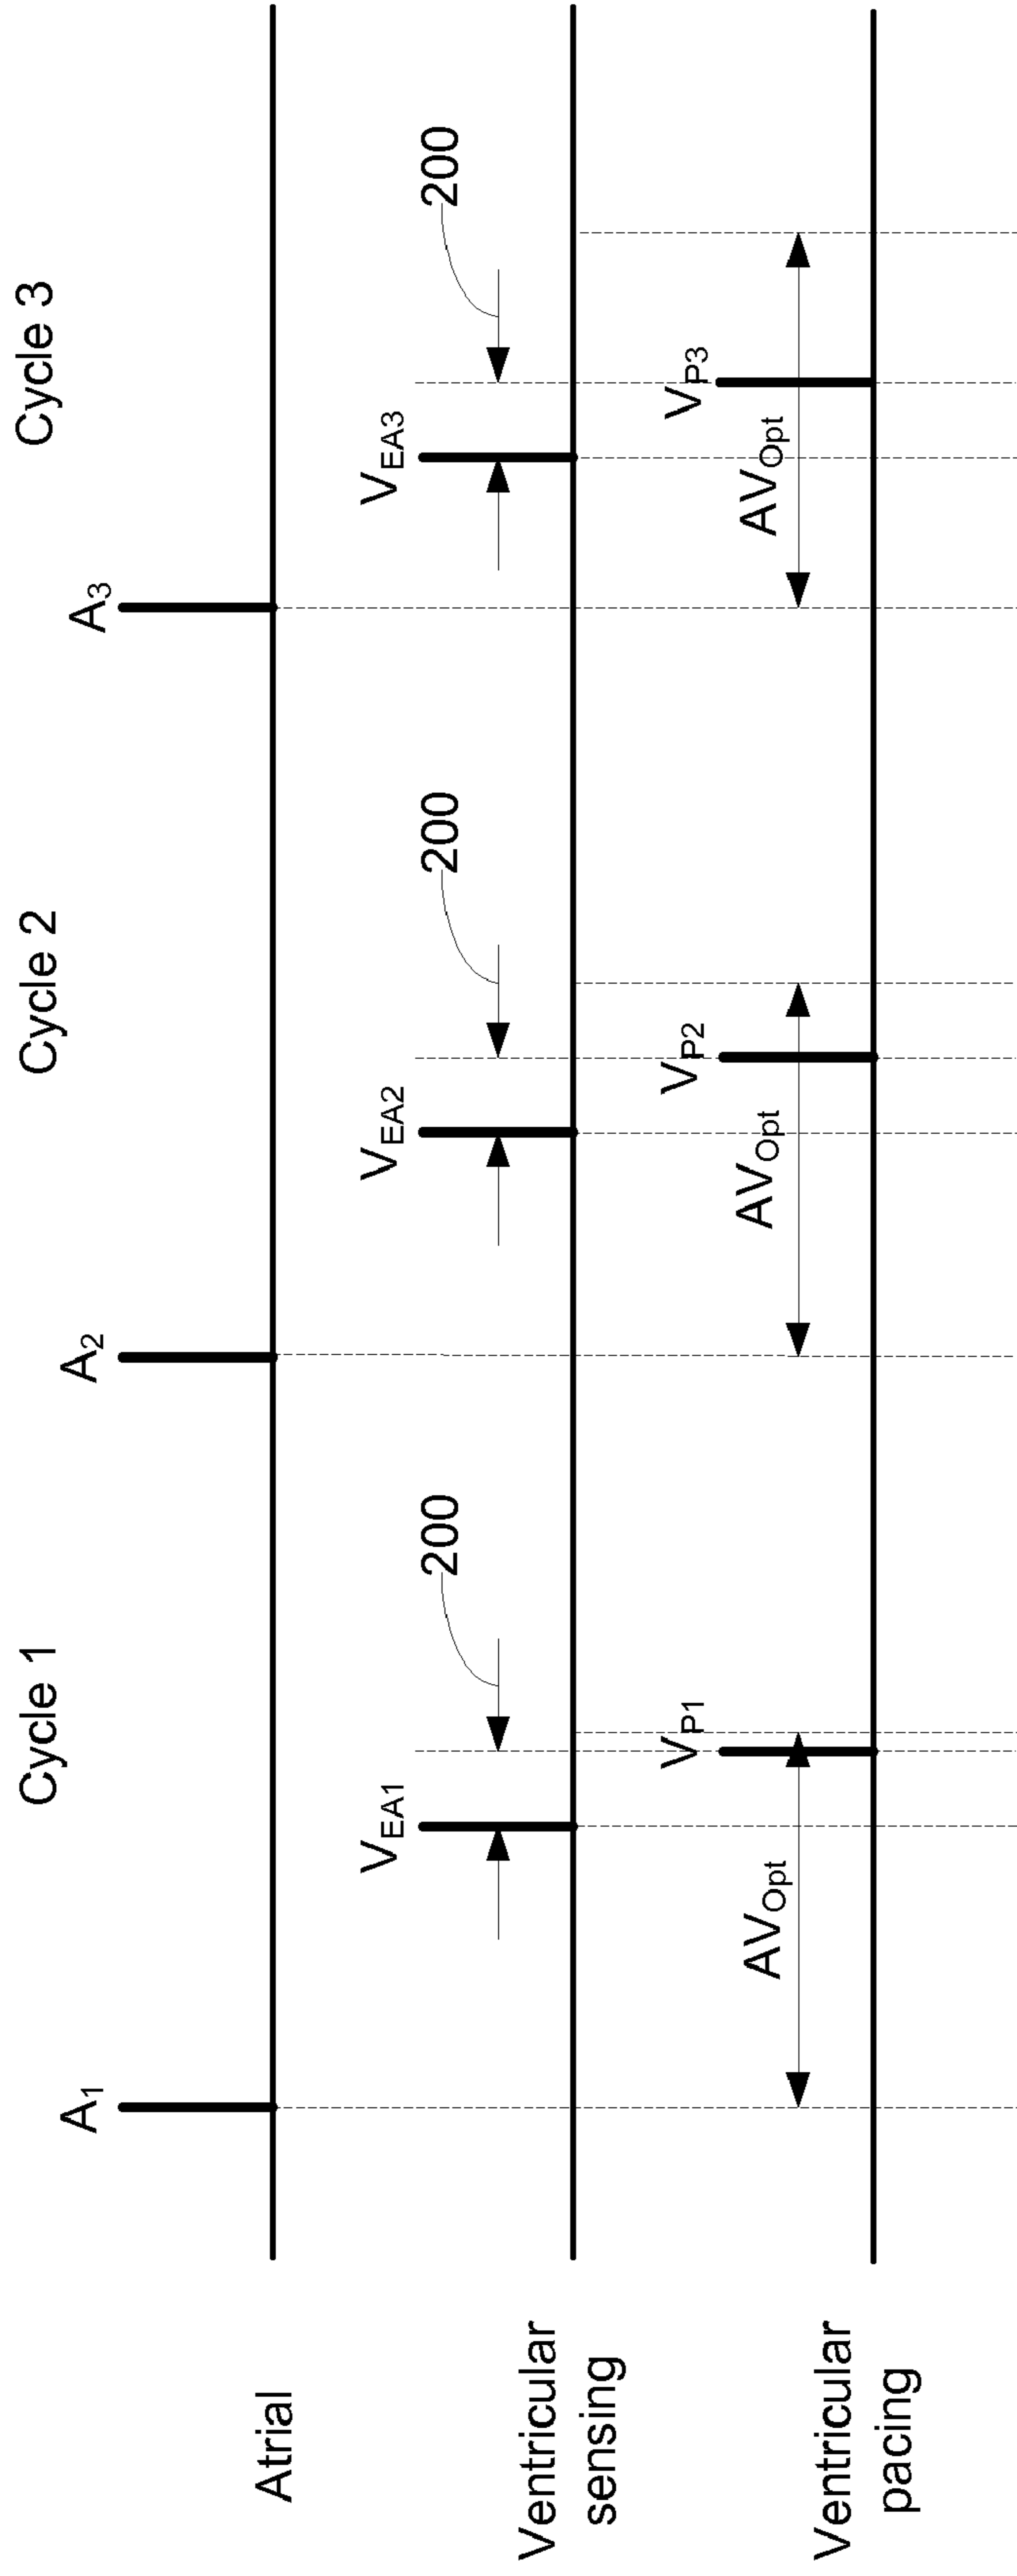 Cycle 1
Cycle 2
Cycle 3
A1
A2
A3
Atrial
VEA1
200
VEA2
200
VEA3
200
Ventricular
sensing
VP1
VP2
VP3
AVOpt
AVOpt
AVOpt
Ventricular
pacing